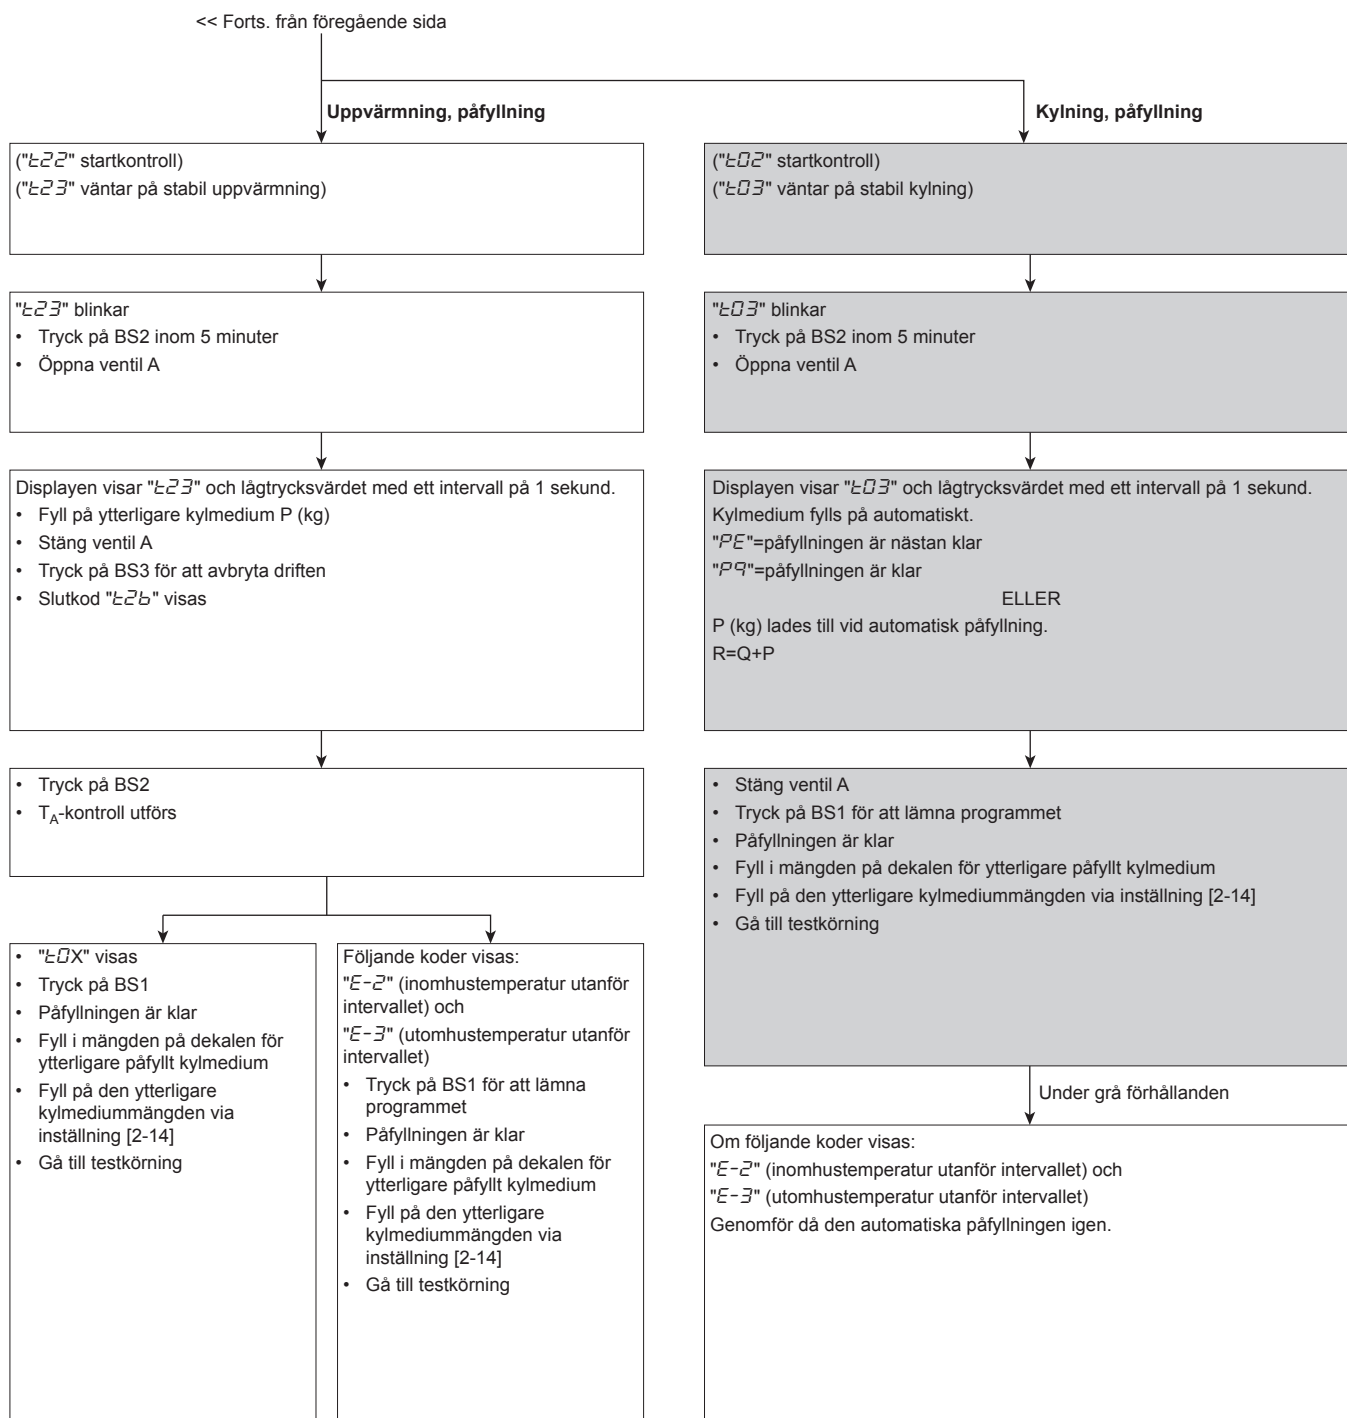 << Forts. från föregående sida
Uppvärmning, påfyllning
("t22" startkontroll)
("t23" väntar på stabil uppvärmning)
"t23" blinkar
• Tryck på BS2 inom 5 minuter
• Öppna ventil A
Displayen visar "t23" och lågtrycksvärdet med ett intervall på 1 sekund.
• Fyll på ytterligare kylmedium P (kg)
• Stäng ventil A
• Tryck på BS3 för att avbryta driften
• Slutkod "t2b" visas
• Tryck på BS2
• TA-kontroll utförs
• "t0X" visas
• Tryck på BS1
• Påfyllningen är klar
• Fyll i mängden på dekalen för
ytterligare påfyllt kylmedium
• Fyll på den ytterligare
kylmediummängden via
inställning [2-14]
• Gå till testkörning
Följande koder visas:
"E-2" (inomhustemperatur utanför
intervallet) och
"E-3" (utomhustemperatur utanför
intervallet)
• Tryck på BS1 för att lämna
programmet
• Påfyllningen är klar
• Fyll i mängden på dekalen för
ytterligare påfyllt kylmedium
• Fyll på den ytterligare
kylmediummängden via
inställning [2-14]
• Gå till testkörning
Kylning, påfyllning
("t02" startkontroll)
("t03" väntar på stabil kylning)
"t03" blinkar
• Tryck på BS2 inom 5 minuter
• Öppna ventil A
Displayen visar "t03" och lågtrycksvärdet med ett intervall på 1 sekund.
Kylmedium fylls på automatiskt.
"PE"=påfyllningen är nästan klar
"P9"=påfyllningen är klar
ELLER
P (kg) lades till vid automatisk påfyllning.
R=Q+P
• Stäng ventil A
• Tryck på BS1 för att lämna programmet
• Påfyllningen är klar
• Fyll i mängden på dekalen för ytterligare påfyllt kylmedium
• Fyll på den ytterligare kylmediummängden via inställning [2-14]
• Gå till testkörning
Under grå förhållanden
Om följande koder visas:
"E-2" (inomhustemperatur utanför intervallet) och
"E-3" (utomhustemperatur utanför intervallet)
Genomför då den automatiska påfyllningen igen.